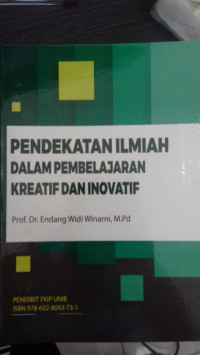 PENDEKATAN ILMIAH
DALAM PEMBELAJARAN
KREATIF DAN INOVATIF
Prof. Dr. Endang Widi Winarni, M.Pd
PENERBIT FKIP UNIB
ISBN 978-602-8043-73-1